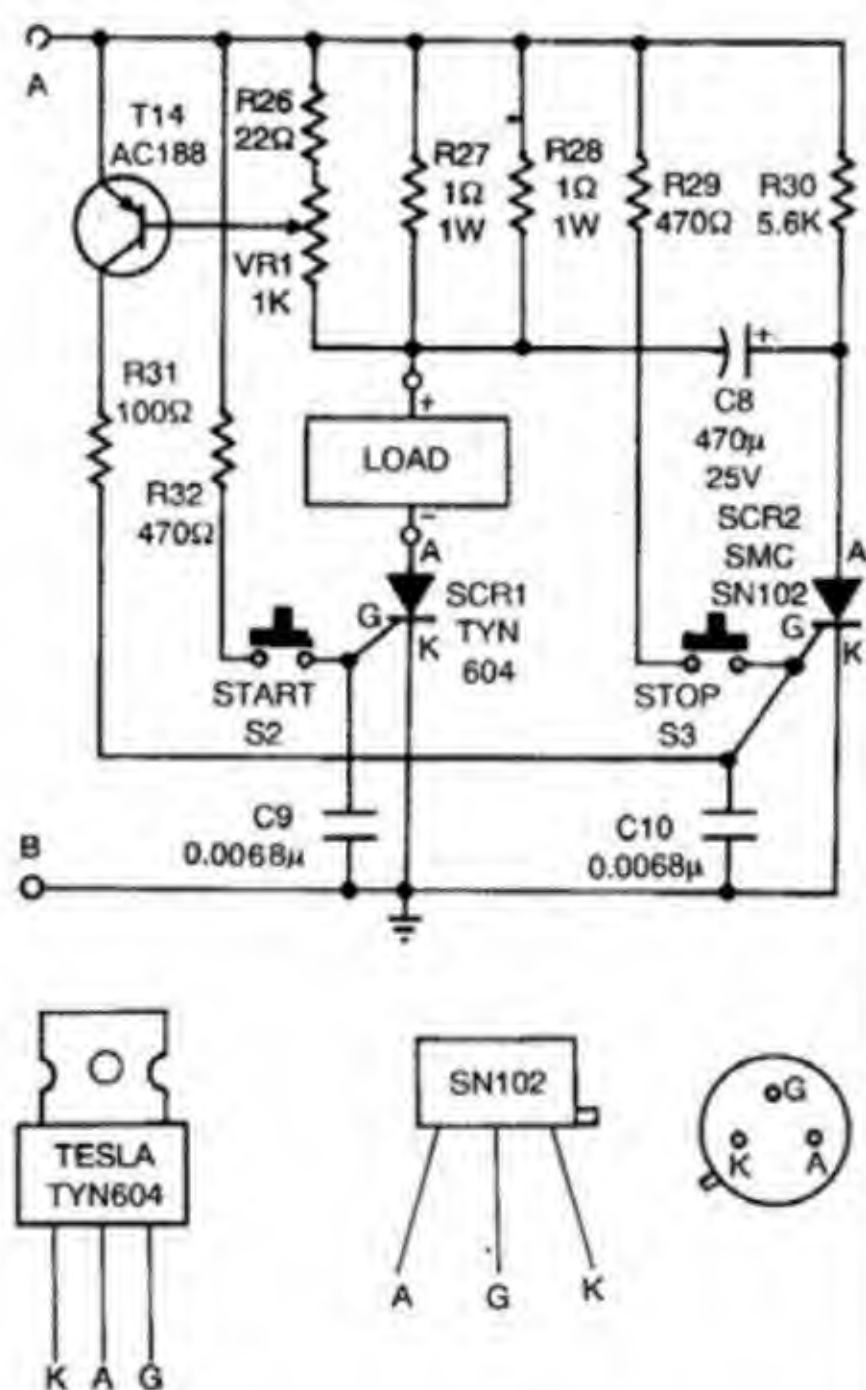 A
T14
AC188
R26
22Ω
R27
1Ω
1W
R28
1Ω
1W
R29
470Ω
R30
5.6K
VR1
1K
R31
100Ω
R32
470Ω
LOAD
+
−
+
C8
470µ
25V
A
SCR1
TYN
604
G
K
SCR2
SMC
SN102
A
G
K
START
S2
STOP
S3
C9
0.0068µ
C10
0.0068µ
B
TESLA
TYN604
K A G
SN102
A G K
G
K A